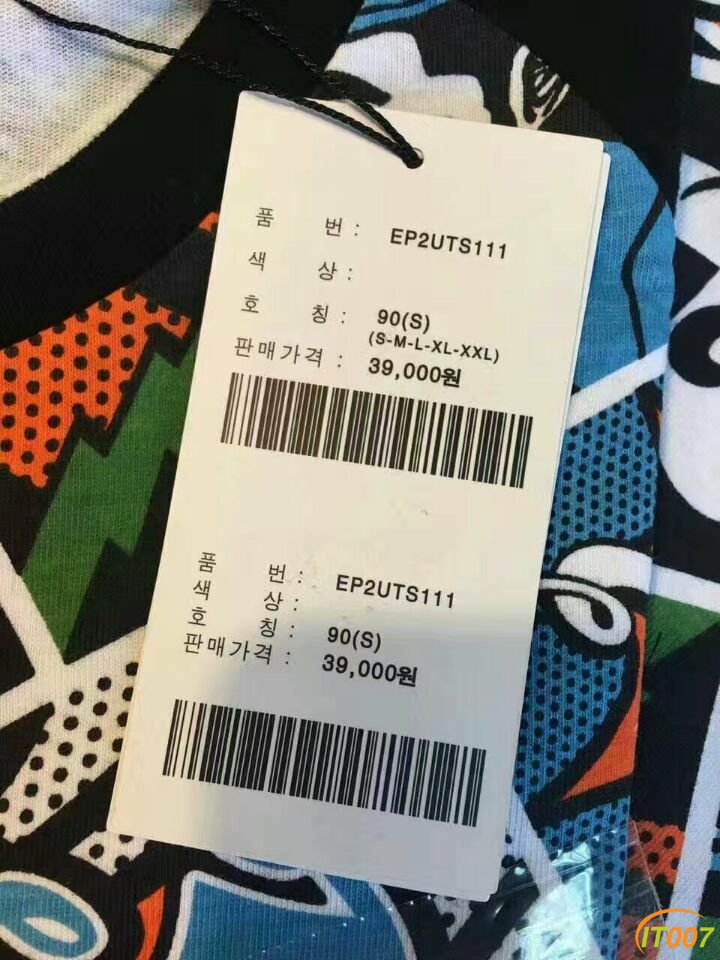 품 번 : EP2UTS111
색 상 :
호 칭 : 90(S)
(S-M-L-XL-XXL)
판매가격 : 39,000원
품 번 : EP2UTS111
색 상 :
호 칭 : 90(S)
판매가격 : 39,000원
IT007